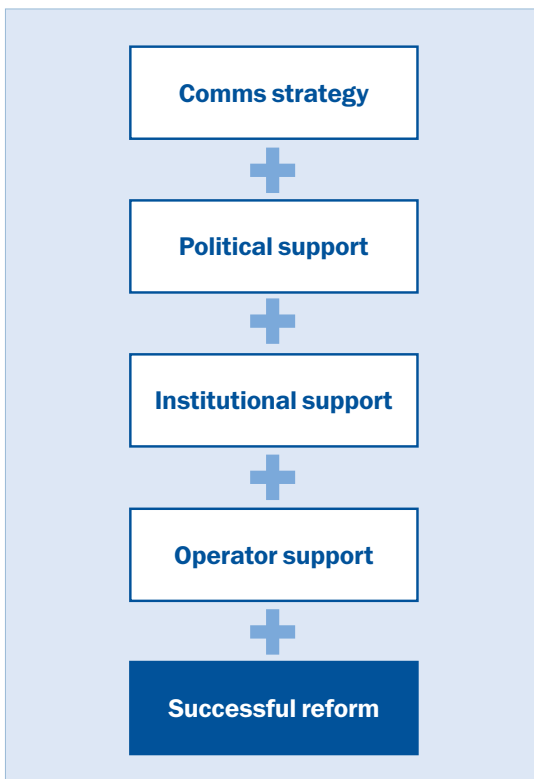 Comms strategy
Political support
Institutional support
Operator support
Successful reform